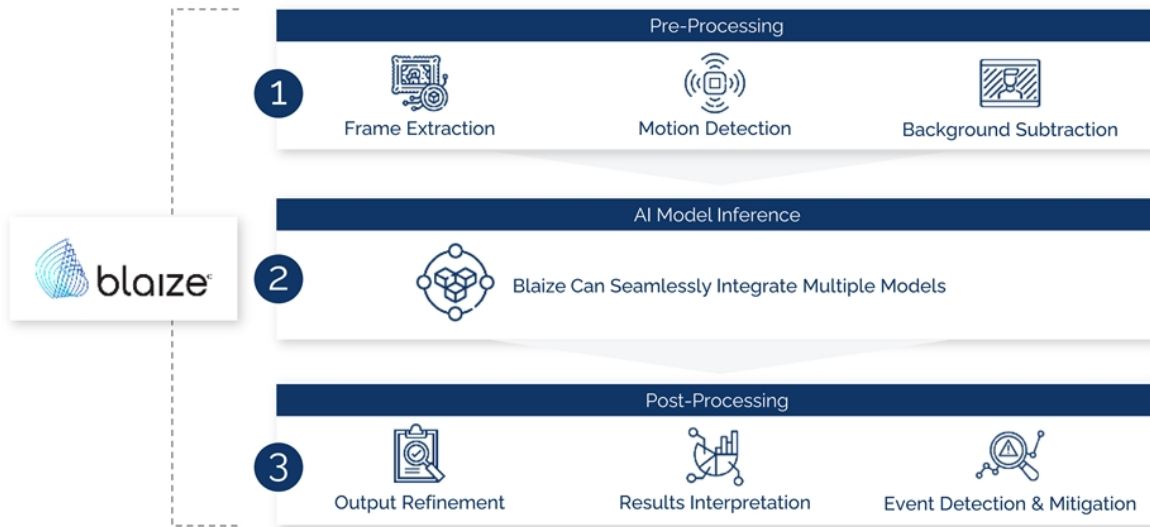 Pre-Processing
1
Frame Extraction
Motion Detection
Background Subtraction
AI Model Inference
blaize
2
Blaize Can Seamlessly Integrate Multiple Models
Post-Processing
3
Output Refinement
Results Interpretation
Event Detection & Mitigation